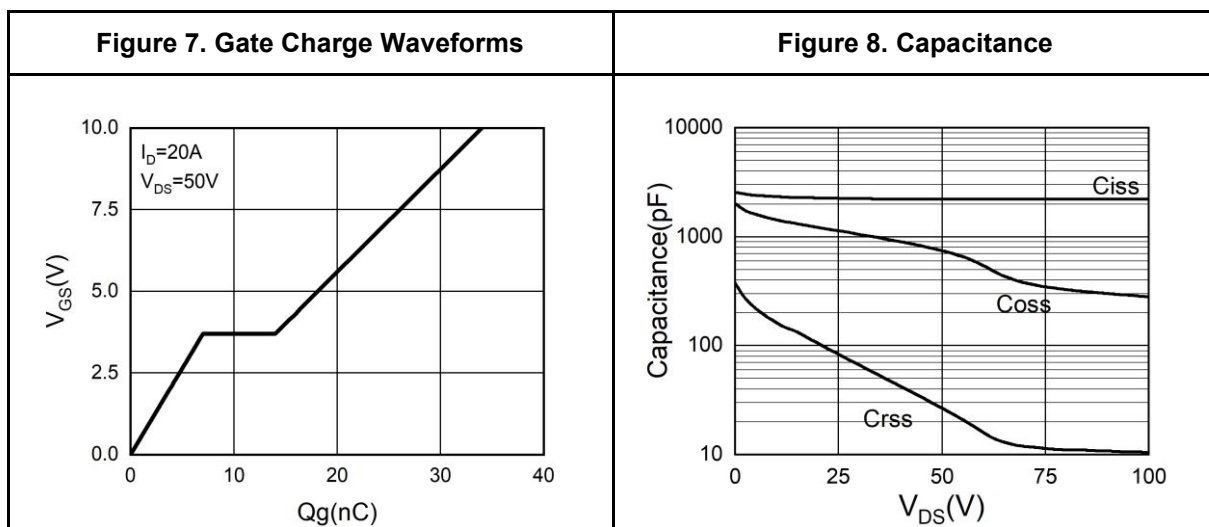 Figure 7. Gate Charge Waveforms
Figure 8. Capacitance
10.0
7.5
5.0
2.5
0.0
V_GS(V)
I_D=20A
V_DS=50V
0 10 20 30 40
Qg(nC)
10000
1000
100
10
Capacitance(pF)
Ciss
Coss
Crss
0 25 50 75 100
V_DS(V)